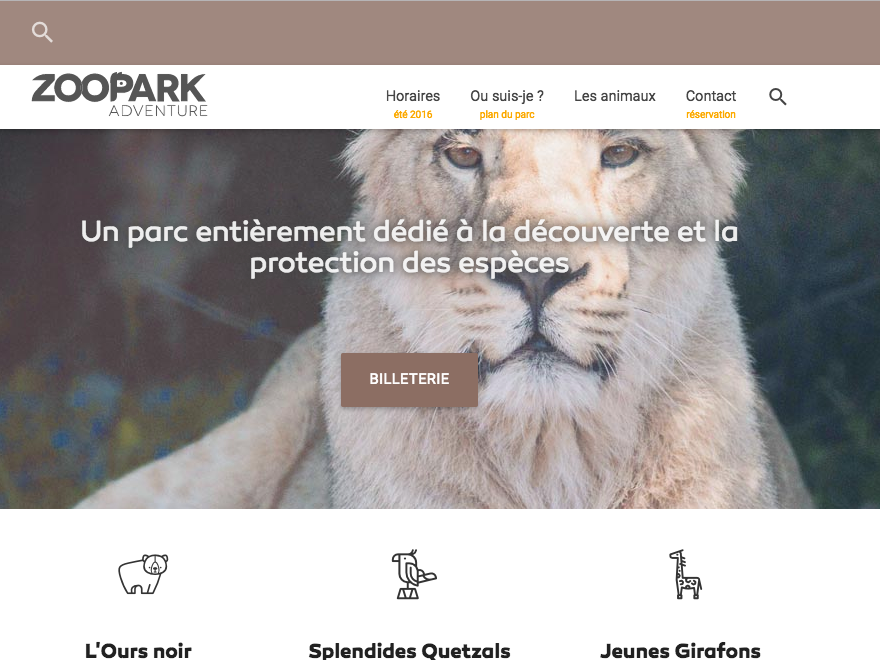 ZOOPARK
ADVENTURE
Horaires
été 2016
Ou suis-je ?
plan du parc
Les animaux
Contact
réservation
Un parc entièrement dédié à la découverte et la
protection des espèces
BILLETERIE
L'Ours noir
Splendides Quetzals
Jeunes Girafons